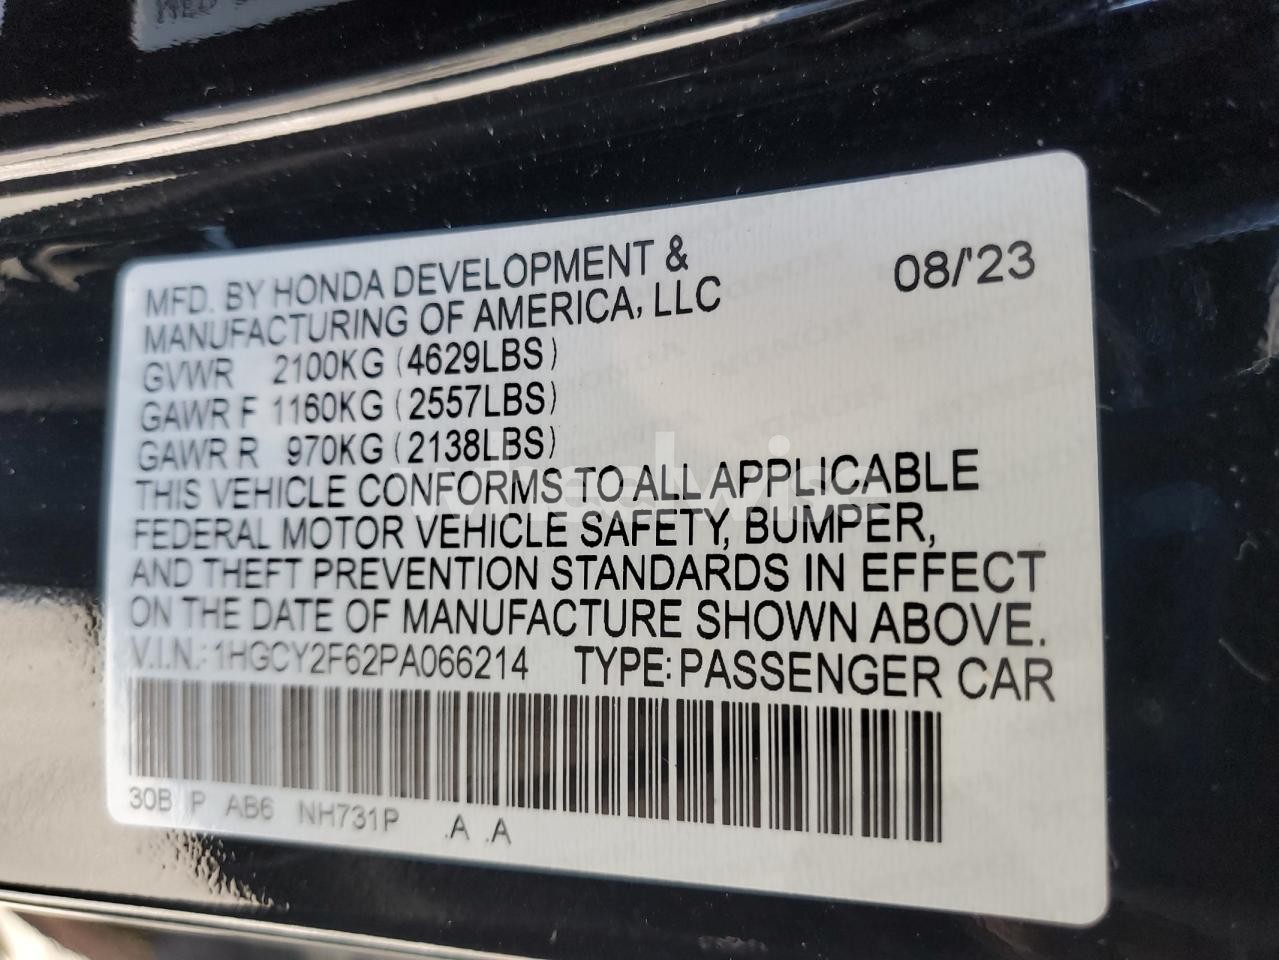 MFD. BY HONDA DEVELOPMENT &
MANUFACTURING OF AMERICA, LLC
08/'23
GVWR 2100KG (4629LBS)
GAWR F 1160KG (2557LBS)
GAWR R 970KG (2138LBS)
THIS VEHICLE CONFORMS TO ALL APPLICABLE
FEDERAL MOTOR VEHICLE SAFETY, BUMPER,
AND THEFT PREVENTION STANDARDS IN EFFECT
ON THE DATE OF MANUFACTURE SHOWN ABOVE.
V.I.N.: 1HGCY2F62PA066214 TYPE: PASSENGER CAR
30B P AB6 NH731P .A .A